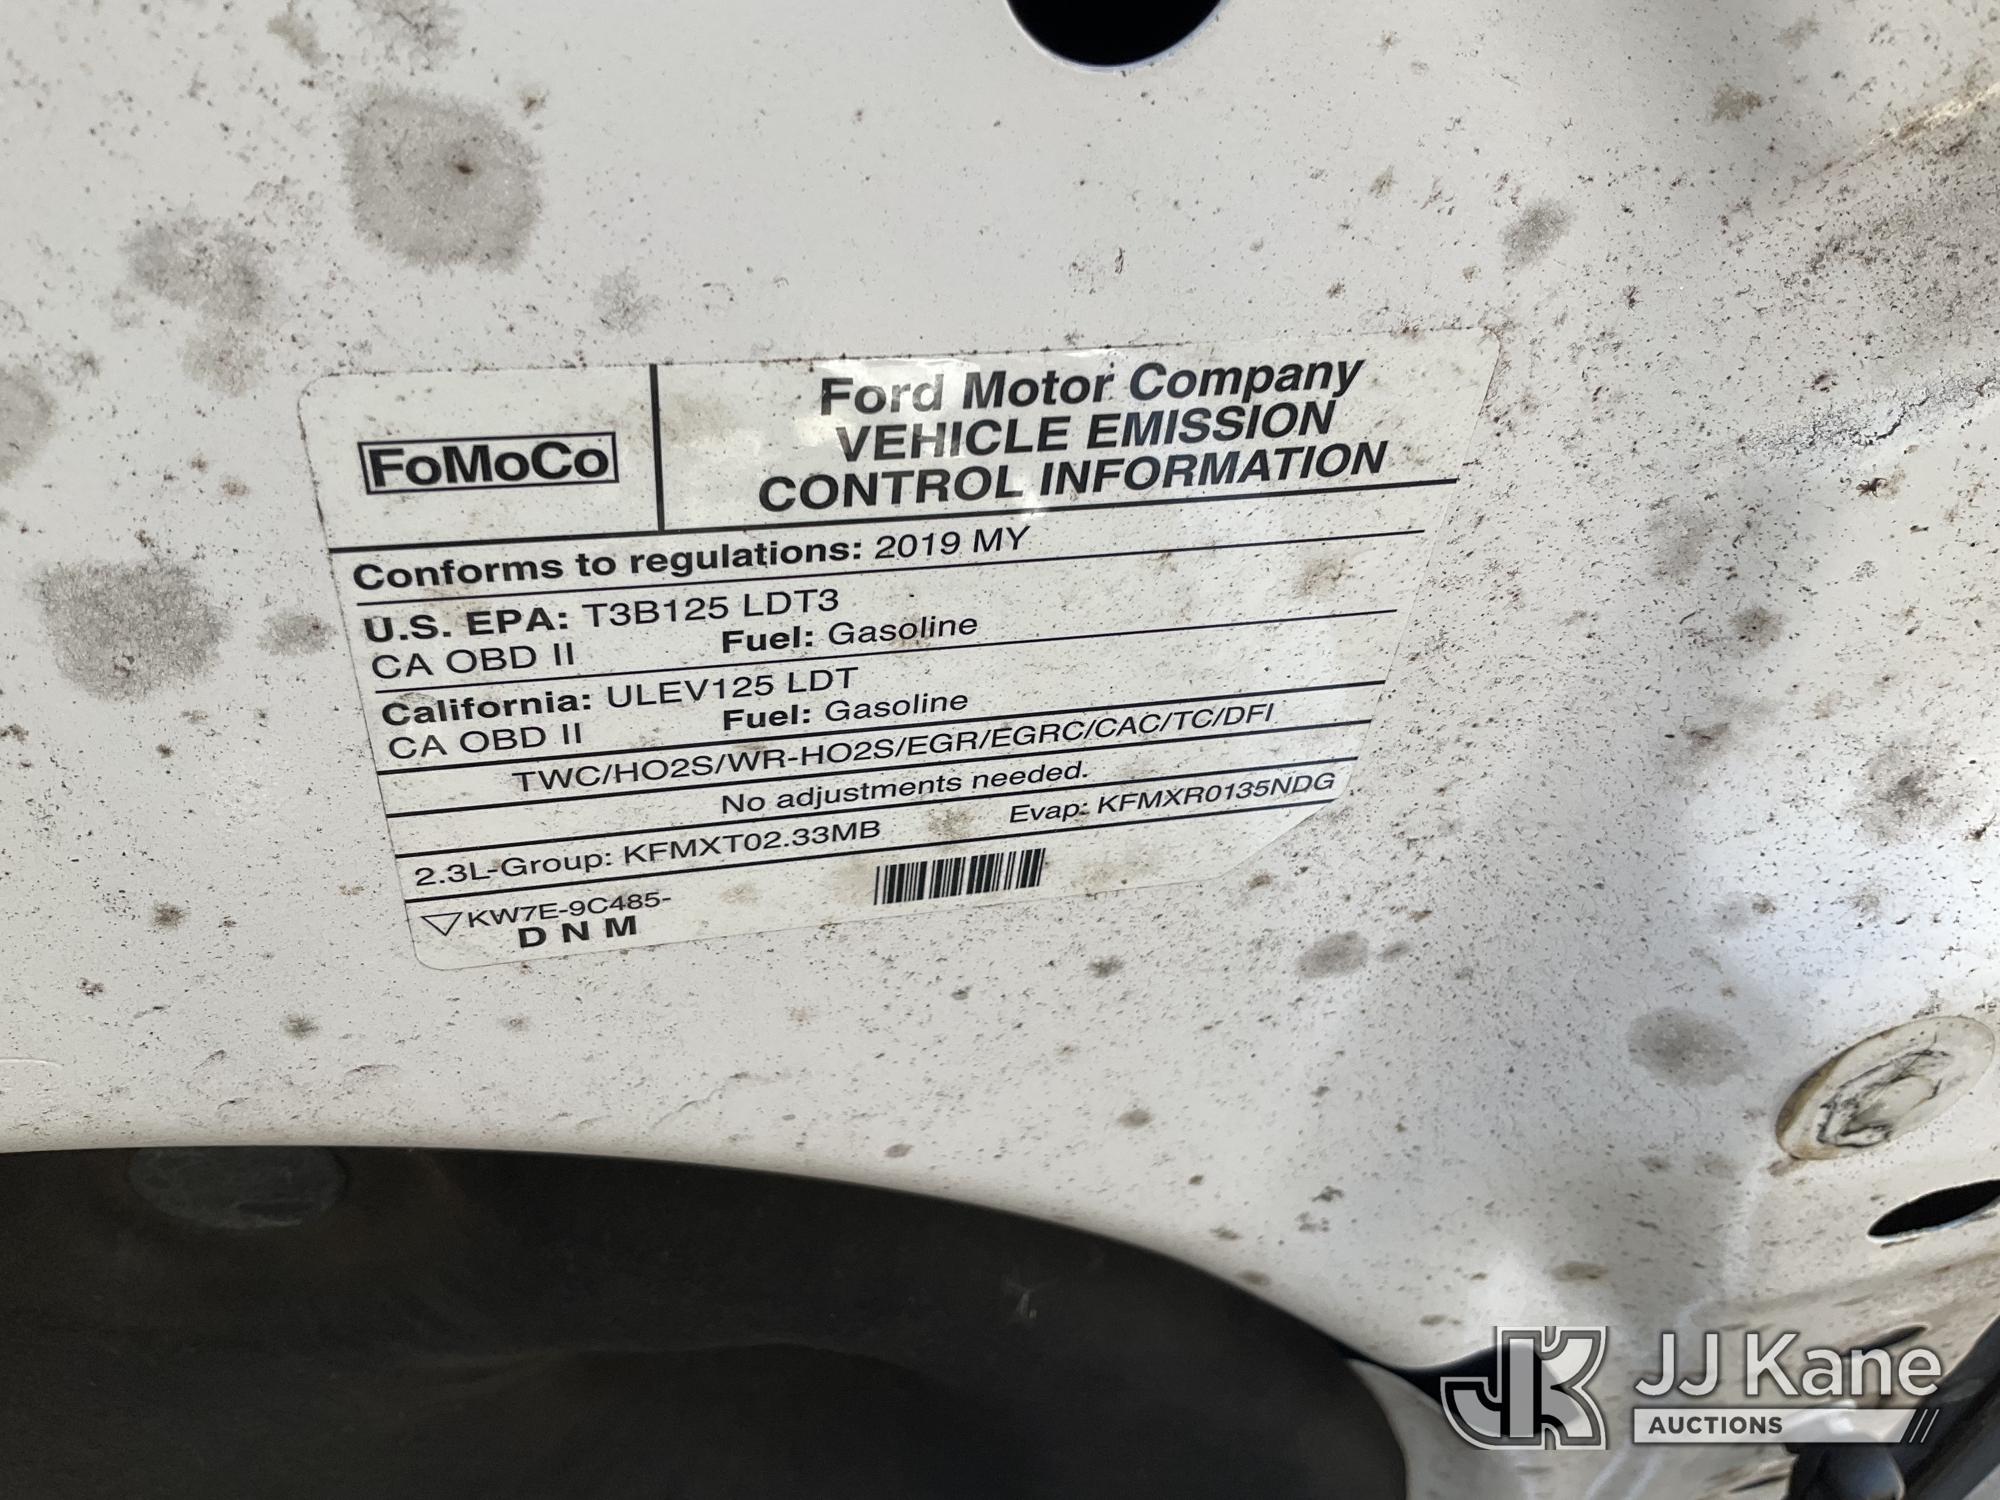 FoMoCo
Ford Motor Company
VEHICLE EMISSION
CONTROL INFORMATION
Conforms to regulations: 2019 MY
U.S. EPA: T3B125 LDT3
CA OBD II Fuel: Gasoline
California: ULEV125 LDT
CA OBD II Fuel: Gasoline
TWC/HO2S/WR-HO2S/EGR/EGRC/CAC/TC/DFI
No adjustments needed.
2.3L-Group: KFMXT02.33MB Evap: KFMXR0135NDG
KW7E-9C485-
D N M
JK JJ Kane
AUCTIONS